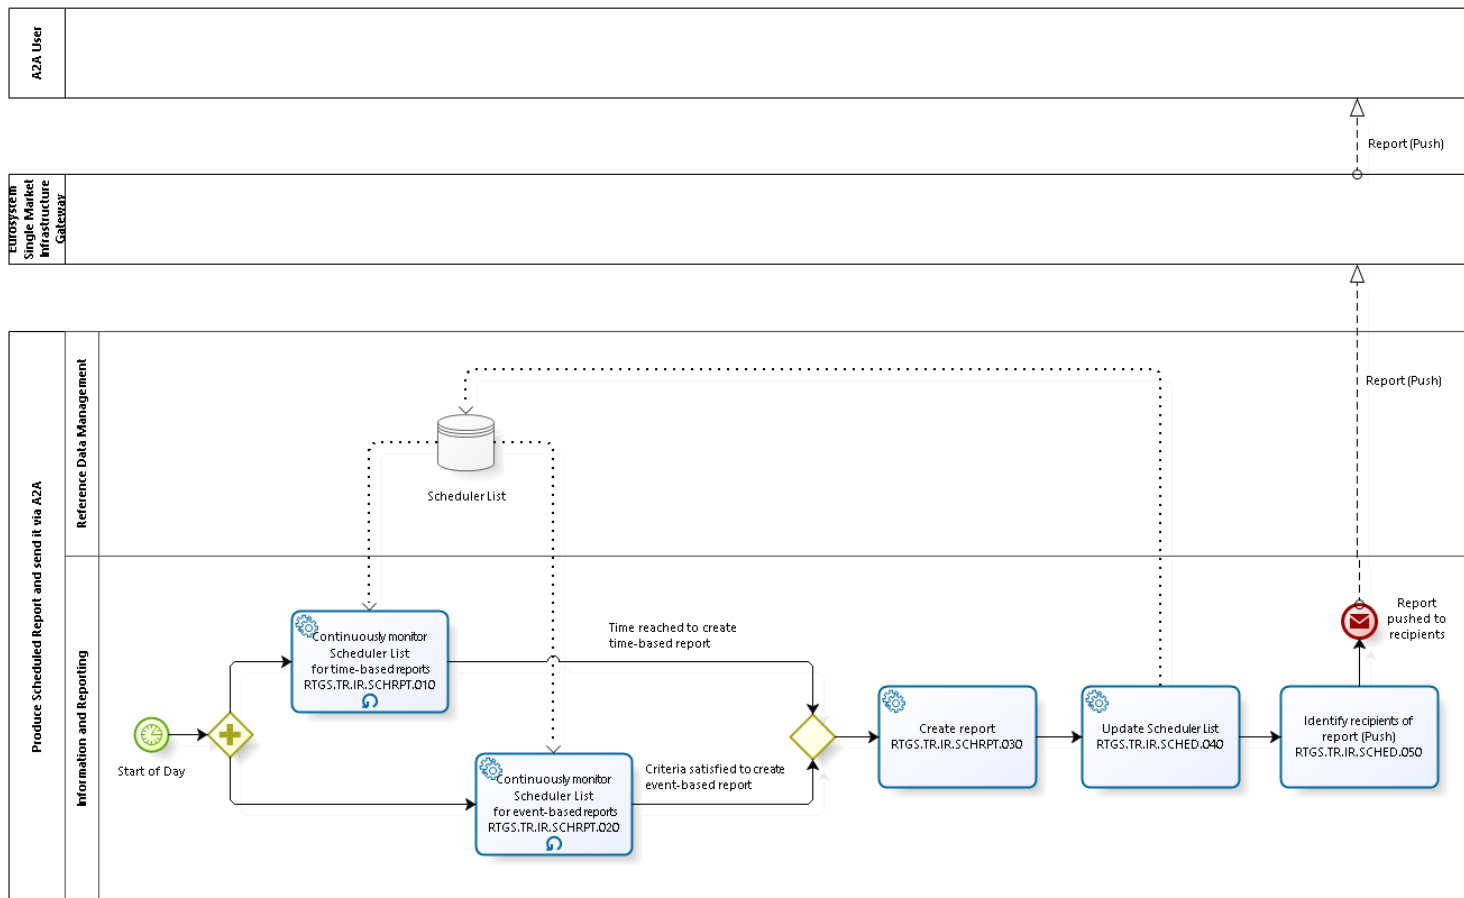 A2A User
Report (Push)
Eurosystem
Single Market
Infrastructure
Gateway
Produce Scheduled Report and send it via A2A
Reference Data Management
Report (Push)
Scheduler List
Information and Reporting
Start of Day
Continuously monitor
Scheduler List
for time-based reports
RTGS.TR.IR.SCHRPT.010
Time reached to create
time-based report
Continuously monitor
Scheduler List
for event-based reports
RTGS.TR.IR.SCHRPT.020
Criteria satisfied to create
event-based report
Create report
RTGS.TR.IR.SCHRPT.030
Update Scheduler List
RTGS.TR.IR.SCHED.040
Identify recipients of
report (Push)
RTGS.TR.IR.SCHED.050
Report
pushed to
recipients